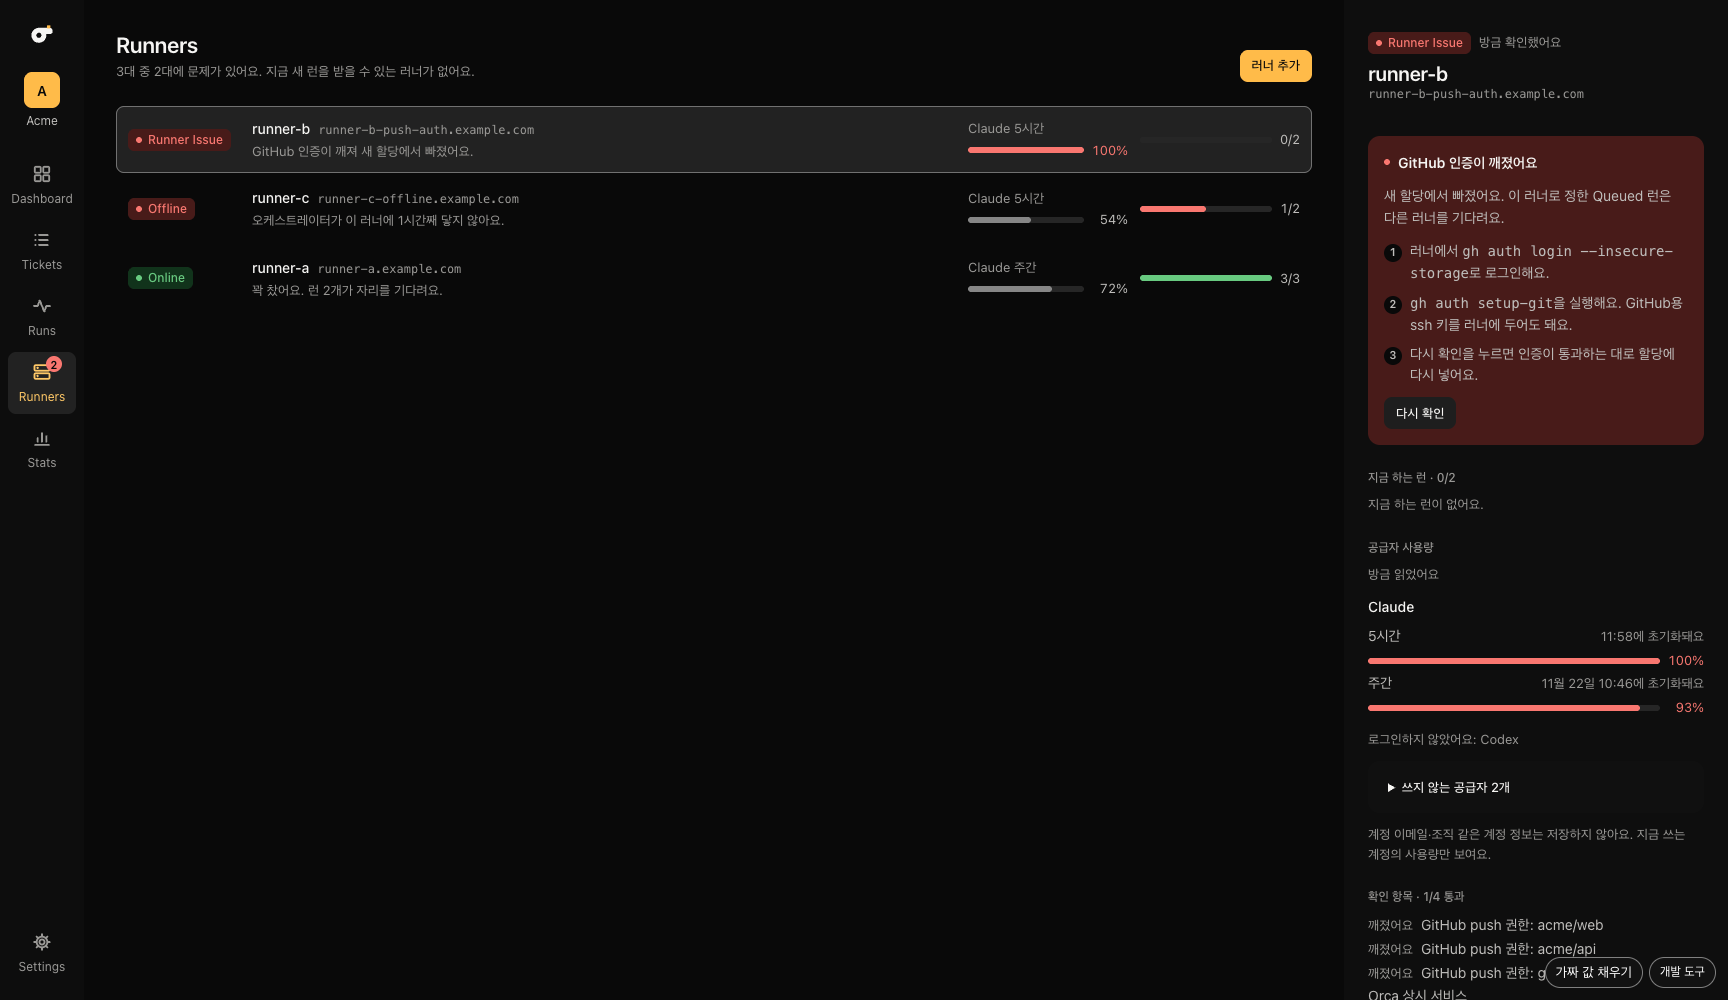 A
Acme
Dashboard
Tickets
Runs
2
Runners
Stats
Settings
Runners
3대 중 2대에 문제가 있어요. 지금 새 런을 받을 수 있는 러너가 없어요.
러너 추가
Runner Issue
runner-b runner-b-push-auth.example.com
GitHub 인증이 깨져 새 할당에서 빠졌어요.
Claude 5시간
100%
0/2
Offline
runner-c runner-c-offline.example.com
오케스트레이터가 이 러너에 1시간째 닿지 않아요.
Claude 5시간
54%
1/2
Online
runner-a runner-a.example.com
꽉 찼어요. 런 2개가 자리를 기다려요.
Claude 주간
72%
3/3
Runner Issue 방금 확인했어요
runner-b
runner-b-push-auth.example.com
GitHub 인증이 깨졌어요
새 할당에서 빠졌어요. 이 러너로 정한 Queued 런은
다른 러너를 기다려요.
1 러너에서 gh auth login --insecure-
storage로 로그인해요.
2 gh auth setup-git을 실행해요. GitHub용
ssh 키를 러너에 두어도 돼요.
3 다시 확인을 누르면 인증이 통과하는 대로 할당에
다시 넣어요.
다시 확인
지금 하는 런 · 0/2
지금 하는 런이 없어요.
공급자 사용량
방금 읽었어요
Claude
5시간 11:58에 초기화돼요
100%
주간 11월 22일 10:46에 초기화돼요
93%
로그인하지 않았어요: Codex
▶ 쓰지 않는 공급자 2개
계정 이메일·조직 같은 계정 정보는 저장하지 않아요. 지금 쓰는
계정의 사용량만 보여요.
확인 항목 · 1/4 통과
깨졌어요 GitHub push 권한: acme/web
깨졌어요 GitHub push 권한: acme/api
깨졌어요 GitHub push 권한: g
가짜 값 채우기
개발 도구
Orca 상시 서비스